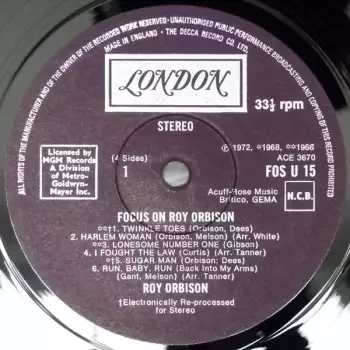 ALL RIGHTS OF THE MANUFACTURER AND OF THE OWNER OF THE RECORDED WORK RESERVED-UNAUTHORISED PUBLIC PERFORMANCE BROADCASTING AND COPYING OF THIS RECORD PROHIBITED
MADE IN ENGLAND · THE DECCA RECORD CO. LTD.
LONDON
33⅓ rpm
STEREO
Licensed by
MGM Records
A Division
of Metro-
Goldwyn-
Mayer Inc.
(4 Sides)
1
℗ 1972, *1968, °°1966
ACE 3670
FOS U 15
Acuff-Rose Music
Britico, GEMA
N.C.B.
FOCUS ON ROY ORBISON
°°†1. TWINKLE TOES (Orbison, Dees)
2. HARLEM WOMAN (Orbison, Melson) (Arr. White)
°°3. LONESOME NUMBER ONE (Gibson)
4. I FOUGHT THE LAW (Curtis) (Arr. Tanner)
°†5. SUGAR MAN (Orbison; Dees)
6. RUN, BABY, RUN (Back Into My Arms)
(Gant, Melson) (Arr. Tanner)
ROY ORBISON
†Electronically Re-processed
for Stereo